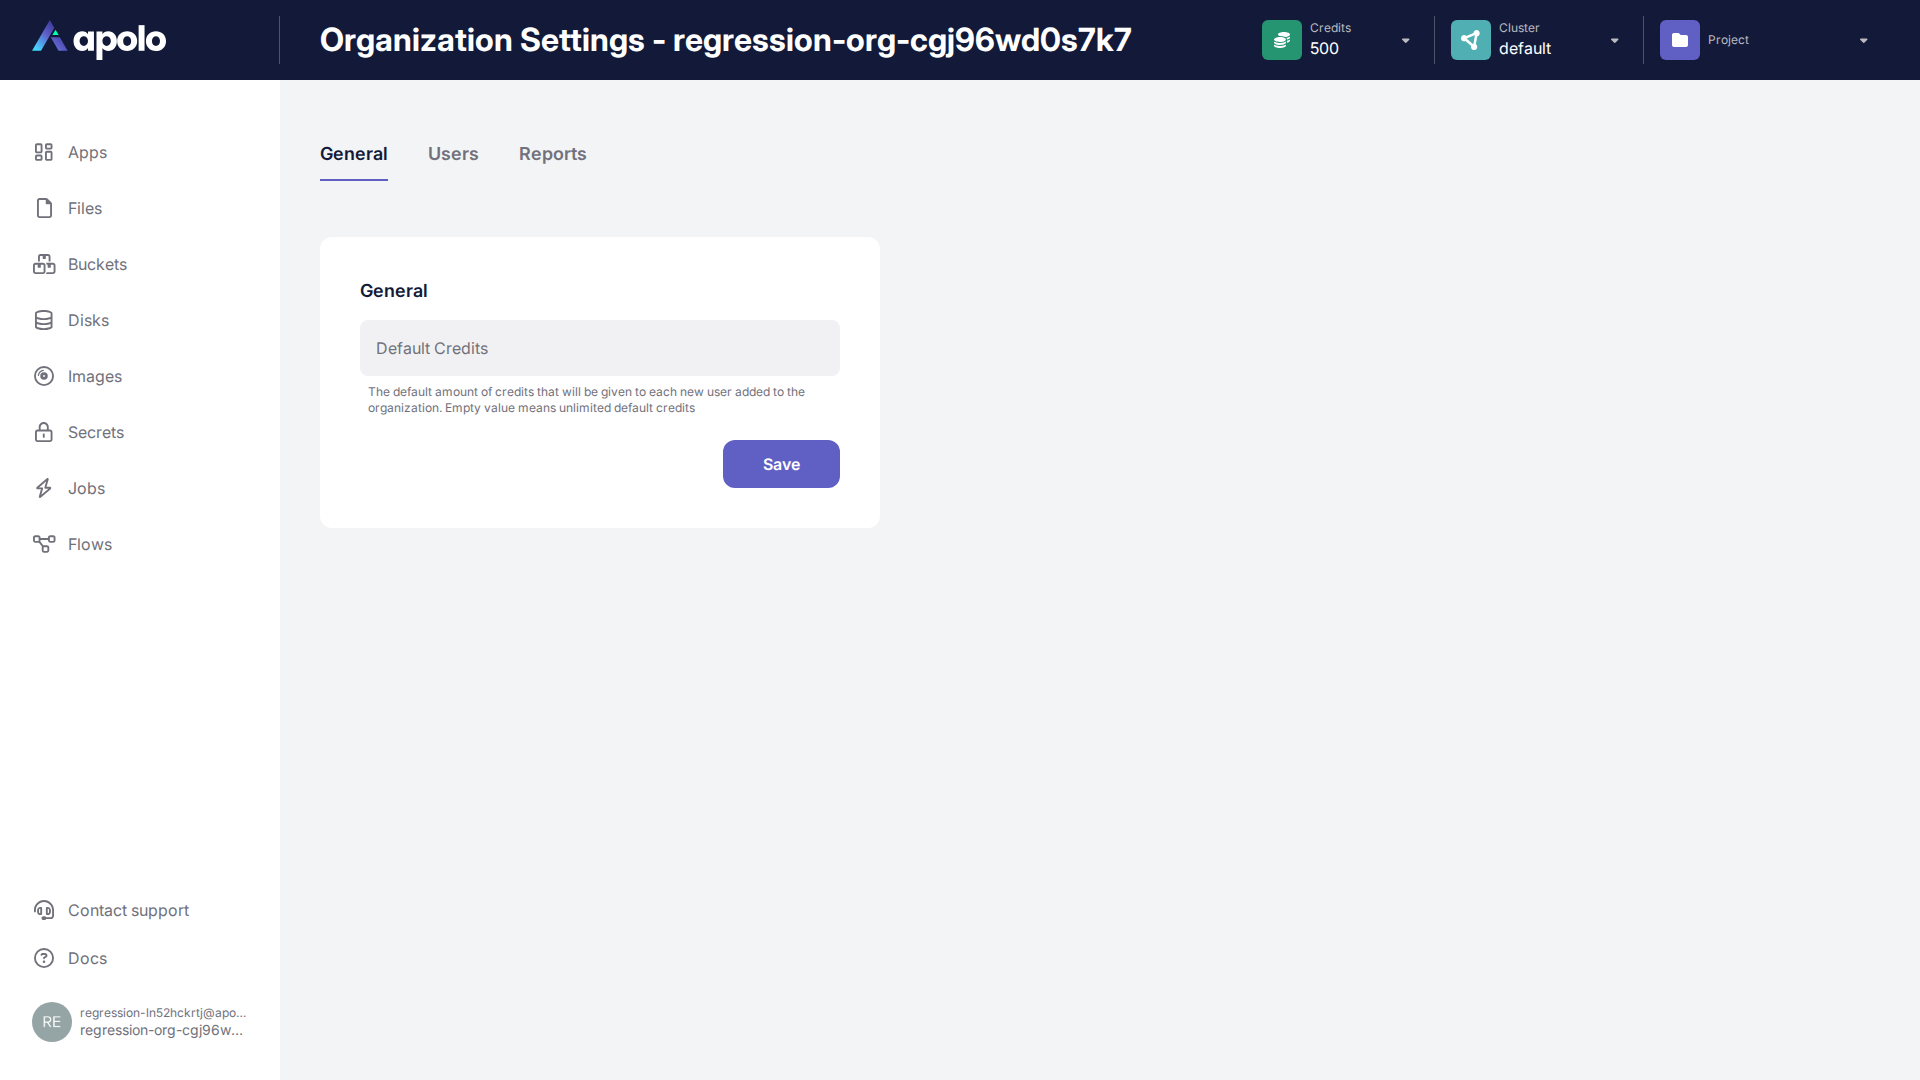 apolo
Organization Settings - regression-org-cgj96wd0s7k7
Credits
500
Cluster
default
Project
Apps
Files
Buckets
Disks
Images
Secrets
Jobs
Flows
General
Users
Reports
General
Default Credits
The default amount of credits that will be given to each new user added to the
organization. Empty value means unlimited default credits
Save
Contact support
Docs
RE
regression-ln52hckrtj@apo...
regression-org-cgj96w...